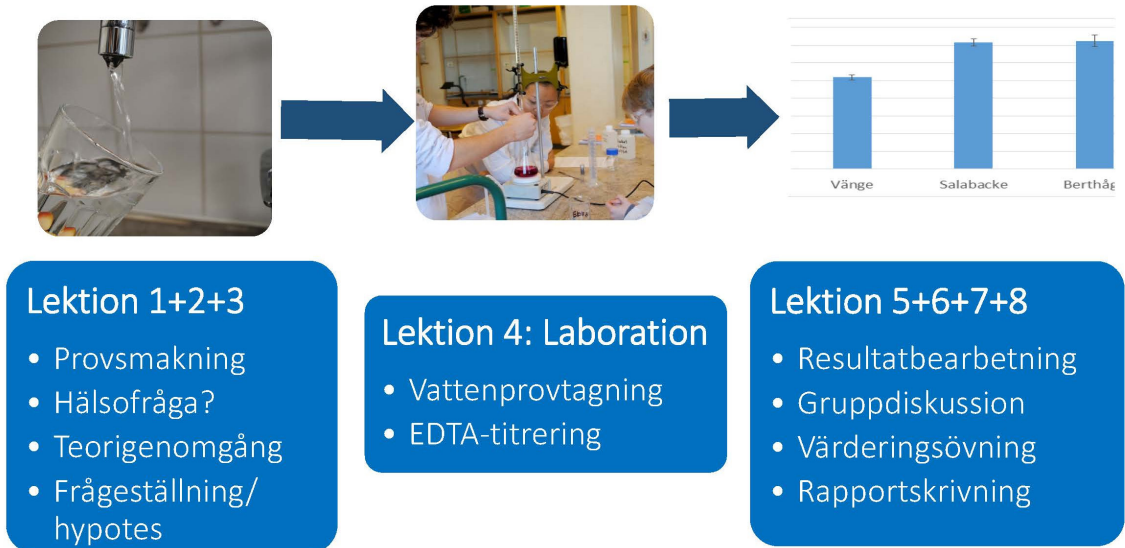 Vänge
Salabacke
Berthåg
Lektion 1+2+3
• Provsmakning
• Hälsofråga?
• Teorigenomgång
• Frågeställning/
hypotes
Lektion 4: Laboration
• Vattenprovtagning
• EDTA-titrering
Lektion 5+6+7+8
• Resultatbearbetning
• Gruppdiskussion
• Värderingsövning
• Rapportskrivning